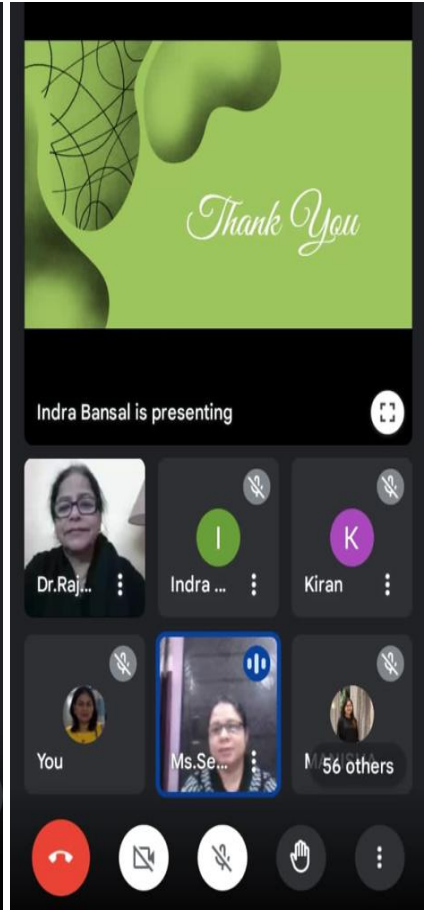 Thank You
Indra Bansal is presenting
Dr.Raj...
I
Indra ...
K
Kiran
You
Ms.Se...
M
56 others